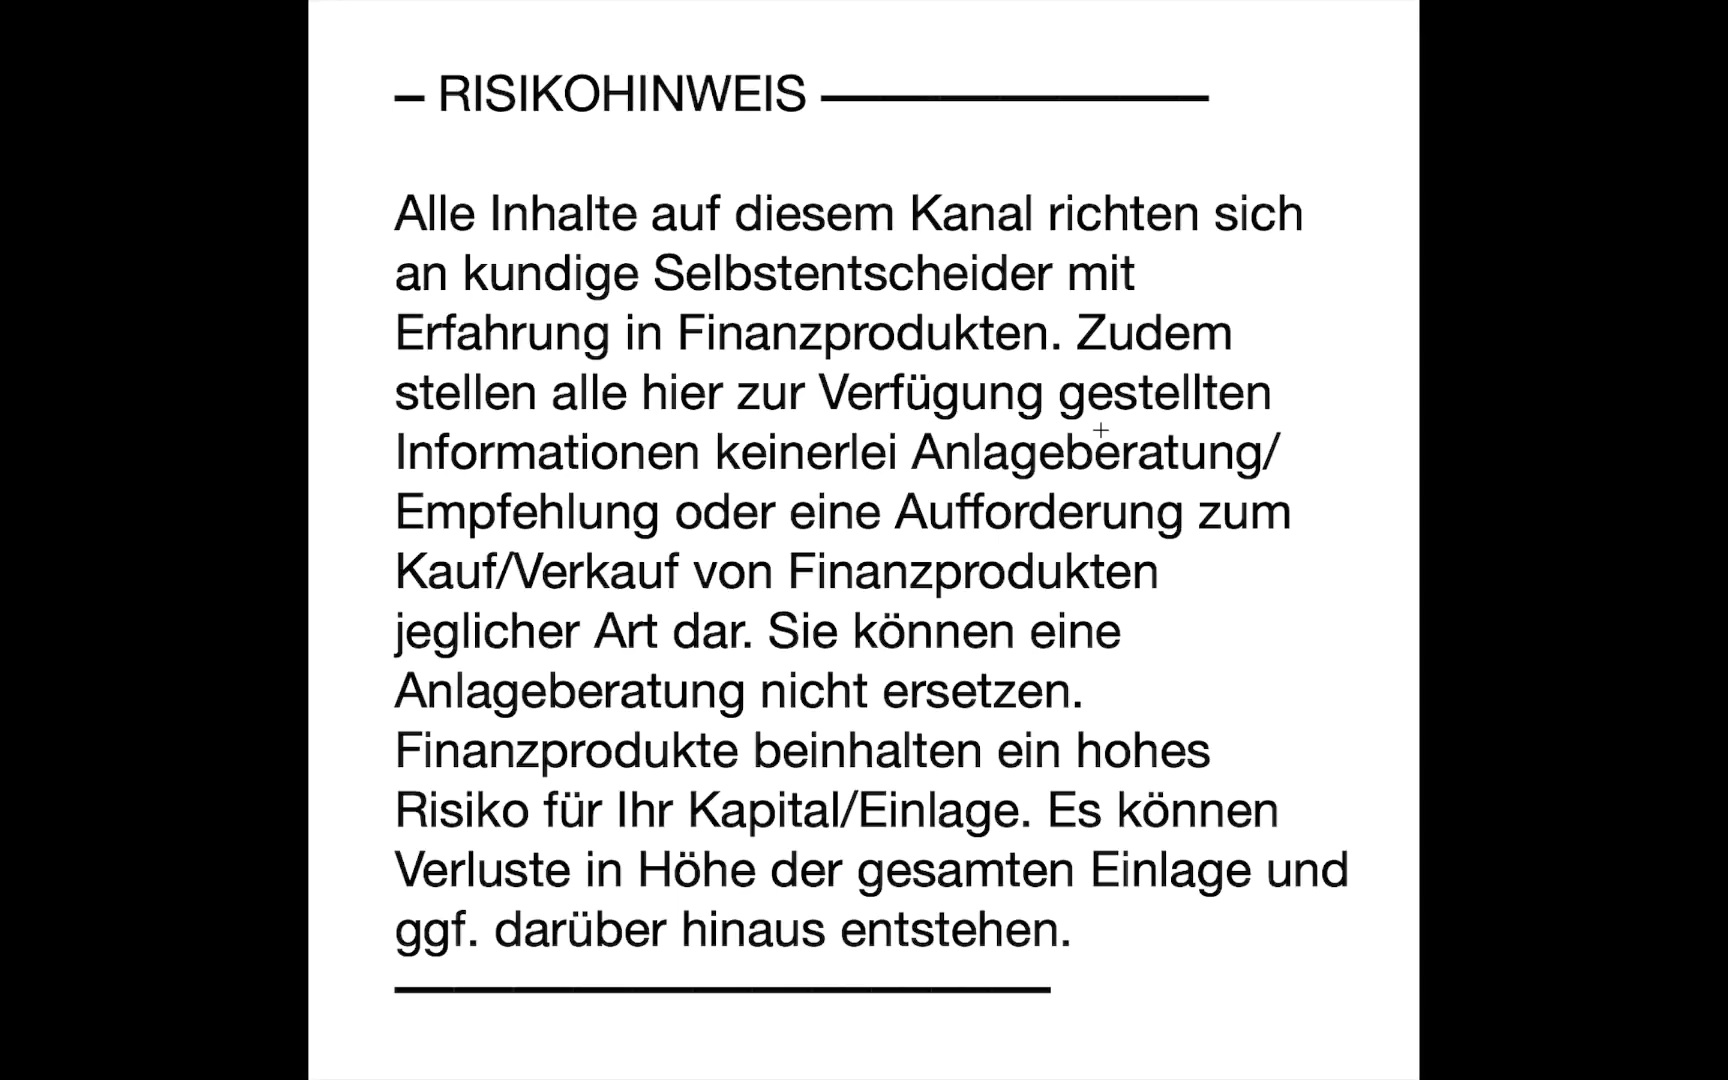 – RISIKOHINWEIS —————————————
Alle Inhalte auf diesem Kanal richten sich
an kundige Selbstentscheider mit
Erfahrung in Finanzprodukten. Zudem
stellen alle hier zur Verfügung gestellten
Informationen keinerlei Anlageberatung/
Empfehlung oder eine Aufforderung zum
Kauf/Verkauf von Finanzprodukten
jeglicher Art dar. Sie können eine
Anlageberatung nicht ersetzen.
Finanzprodukte beinhalten ein hohes
Risiko für Ihr Kapital/Einlage. Es können
Verluste in Höhe der gesamten Einlage und
ggf. darüber hinaus entstehen.